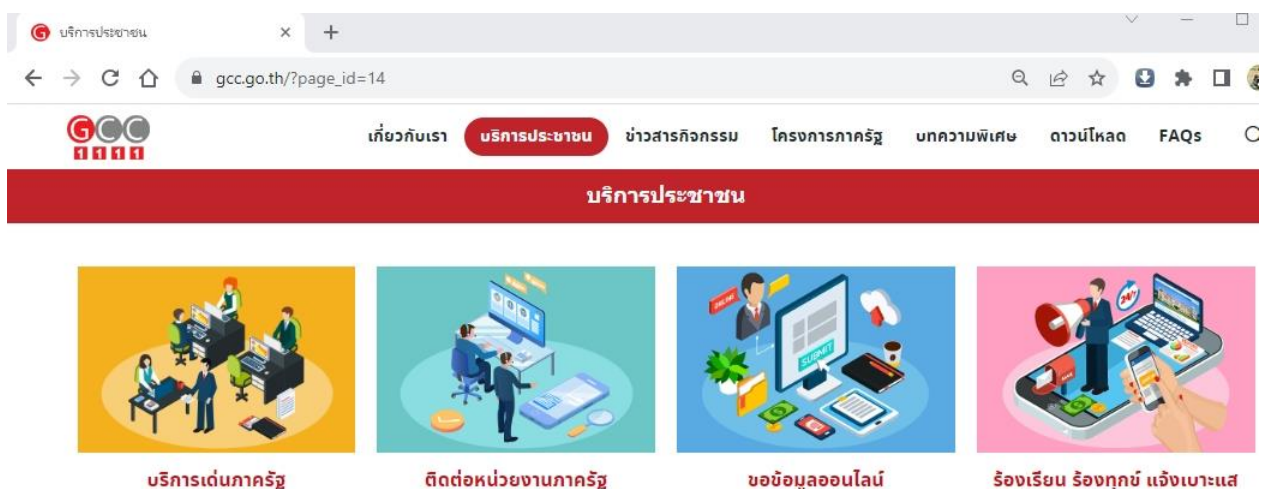 บริการประชาชน
gcc.go.th/?page_id=14
GCC
1111
เกี่ยวกับเรา บริการประชาชน ข่าวสารกิจกรรม โครงการภาครัฐ บทความพิเศษ ดาวน์โหลด FAQs
บริการประชาชน
ONLINE
SUBMIT
24/7
บริการเด่นภาครัฐ ติดต่อหน่วยงานภาครัฐ ขอข้อมูลออนไลน์ ร้องเรียน ร้องทุกข์ แจ้งเบาะแส